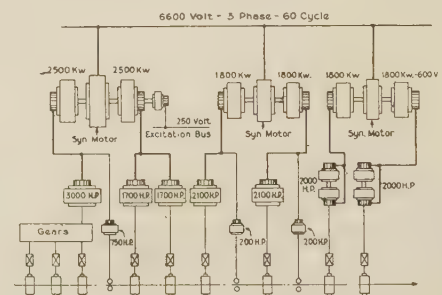 6600 Volt - 3 Phase - 60 Cycle
2500 Kw
2500 Kw
1800 Kw
1800 Kw.
1800 Kw
1800 Kw.-600 V
250 Volt
Excitation Bus
Syn Motor
Syn Motor
Syn. Motor
3000 H.P.
1700 H.P.
1700 H.P.
2100 H.P.
2100 H.P.
2000 H.P.
2000 H.P.
Gears
750 H.P.
200 H.P.
200 H.P.